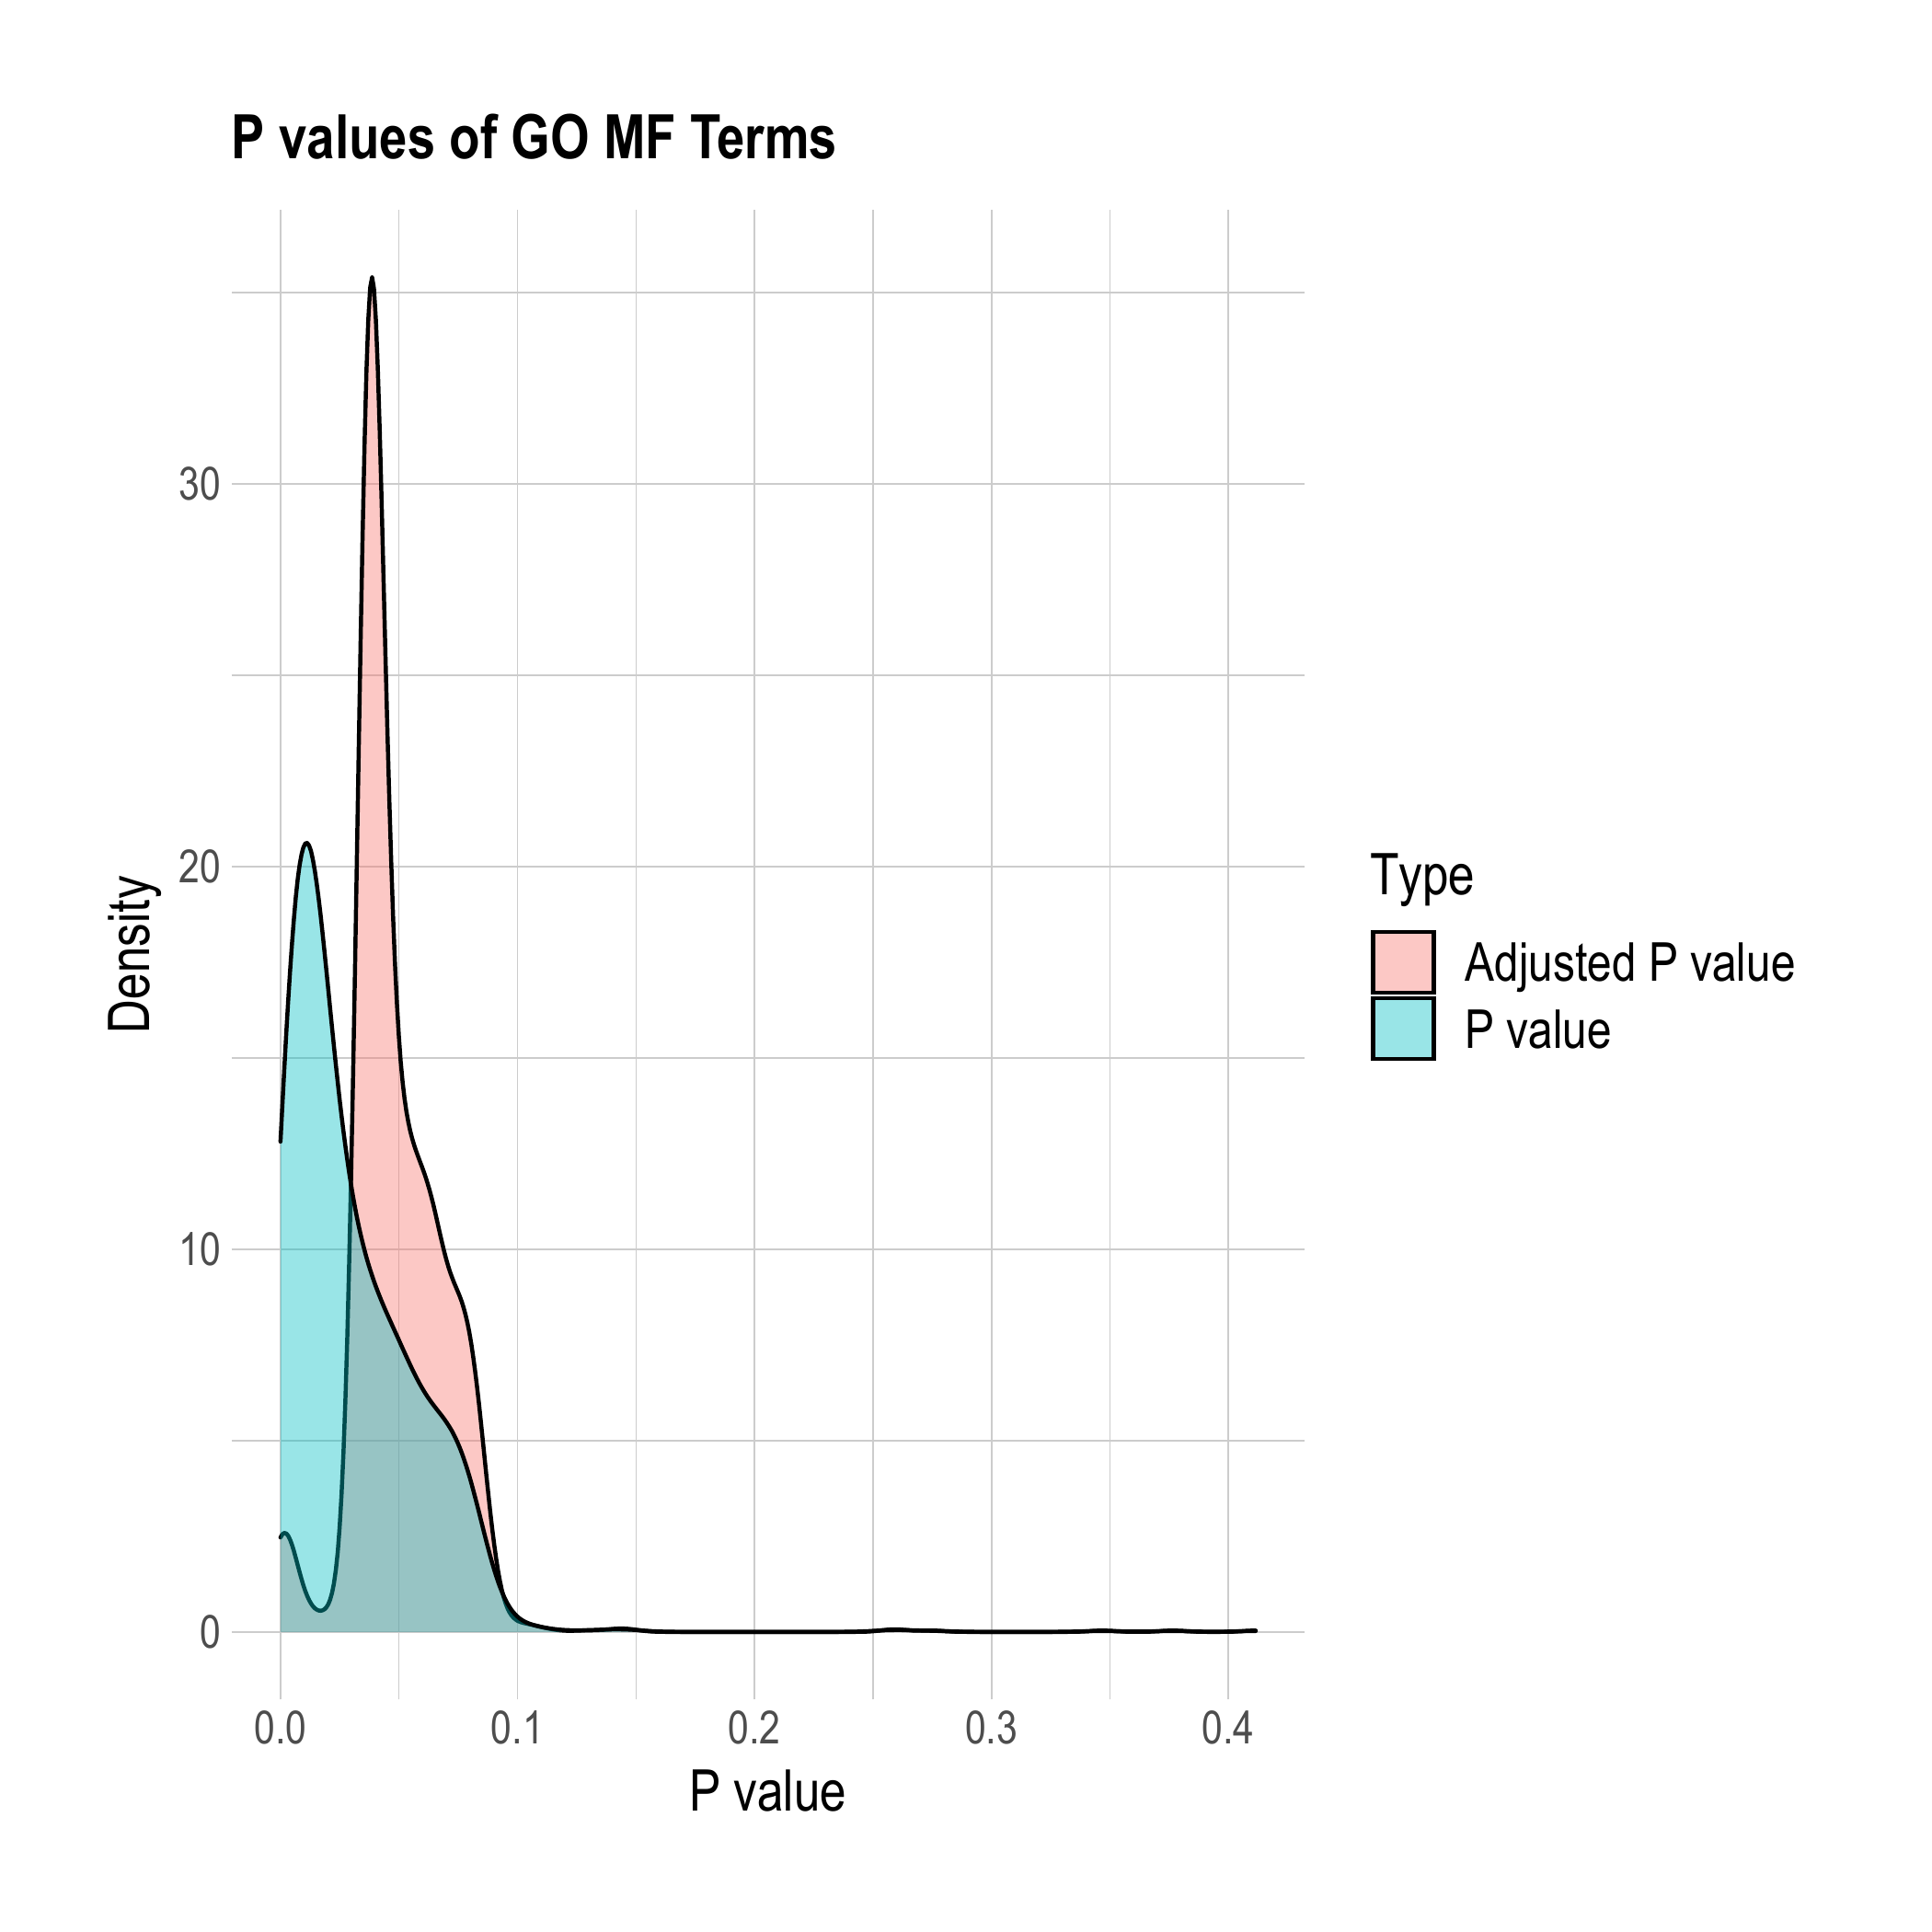 P values of GO MF Terms
Density
30
20
10
0
0.0 0.1 0.2 0.3 0.4
P value
Type
Adjusted P value
P value